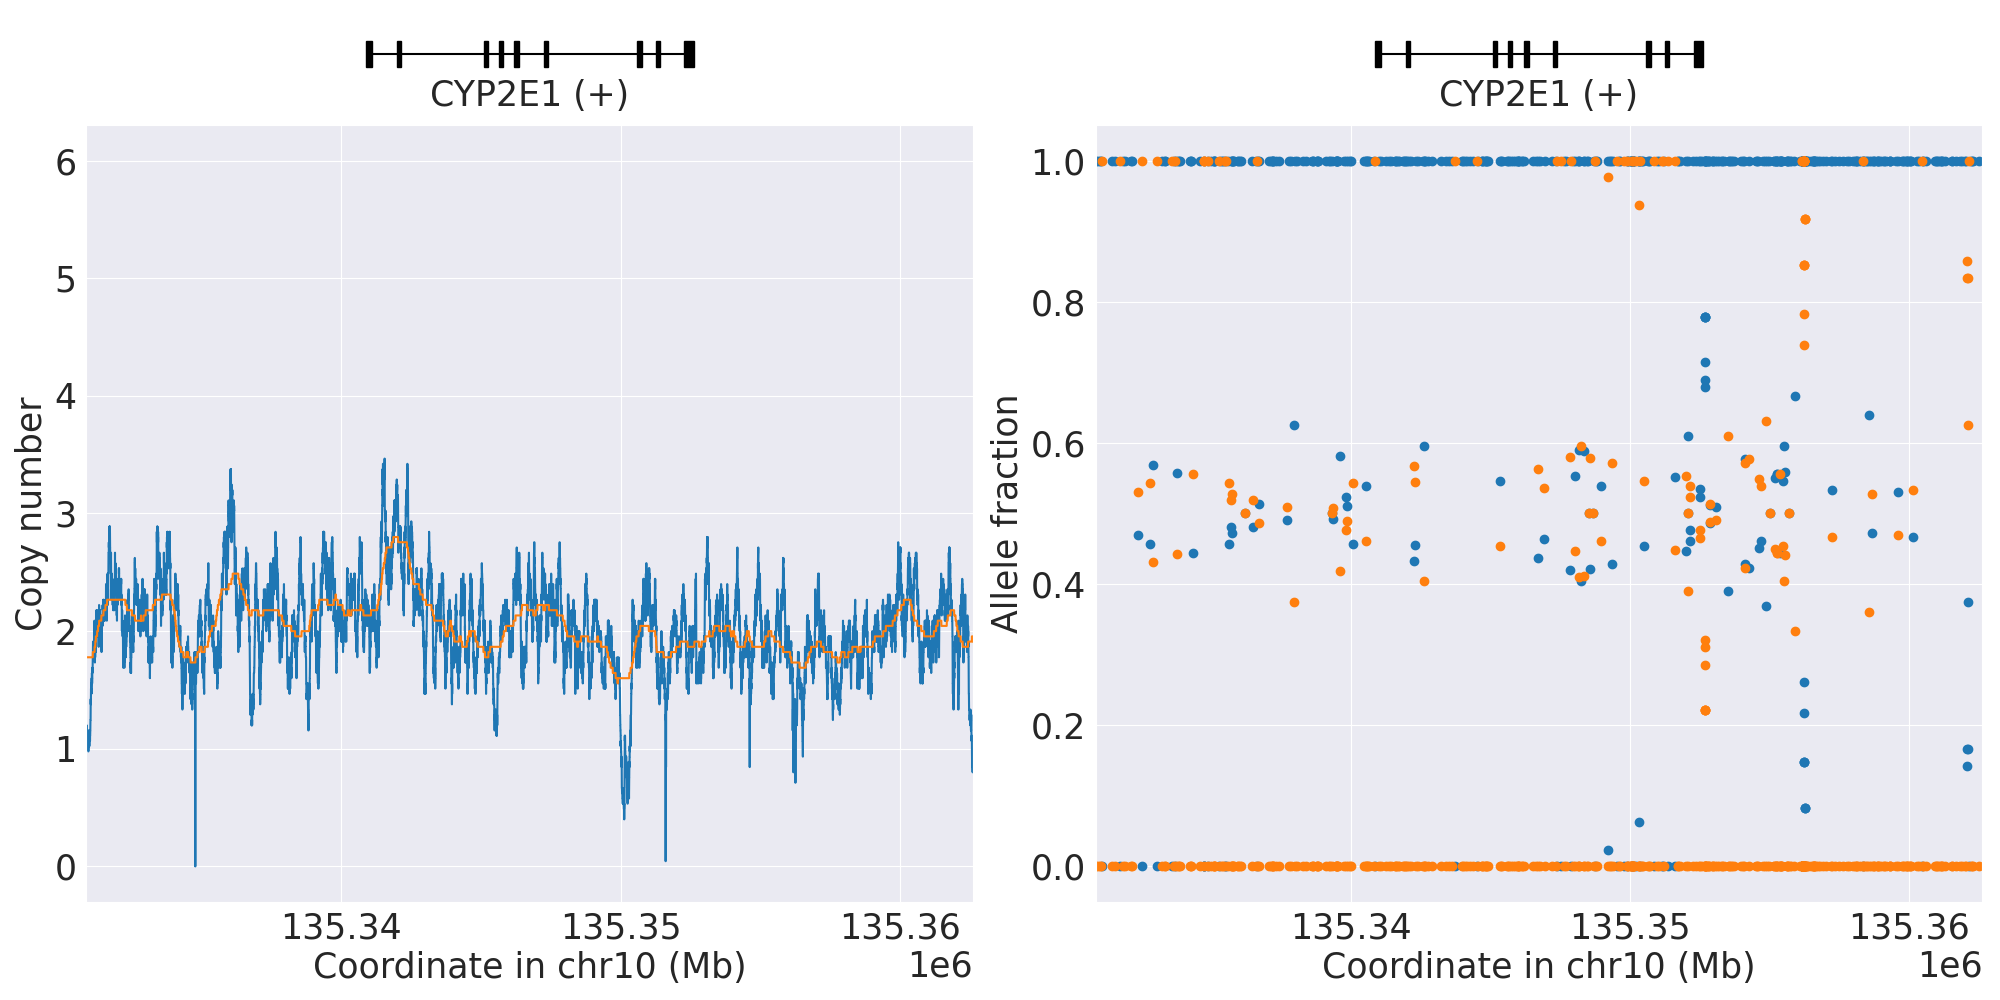 CYP2E1 (+)
6
5
4
3
2
1
0
Copy number
135.34 135.35 135.36
Coordinate in chr10 (Mb) 1e6
CYP2E1 (+)
1.0
0.8
0.6
0.4
0.2
0.0
Allele fraction
135.34 135.35 135.36
Coordinate in chr10 (Mb) 1e6